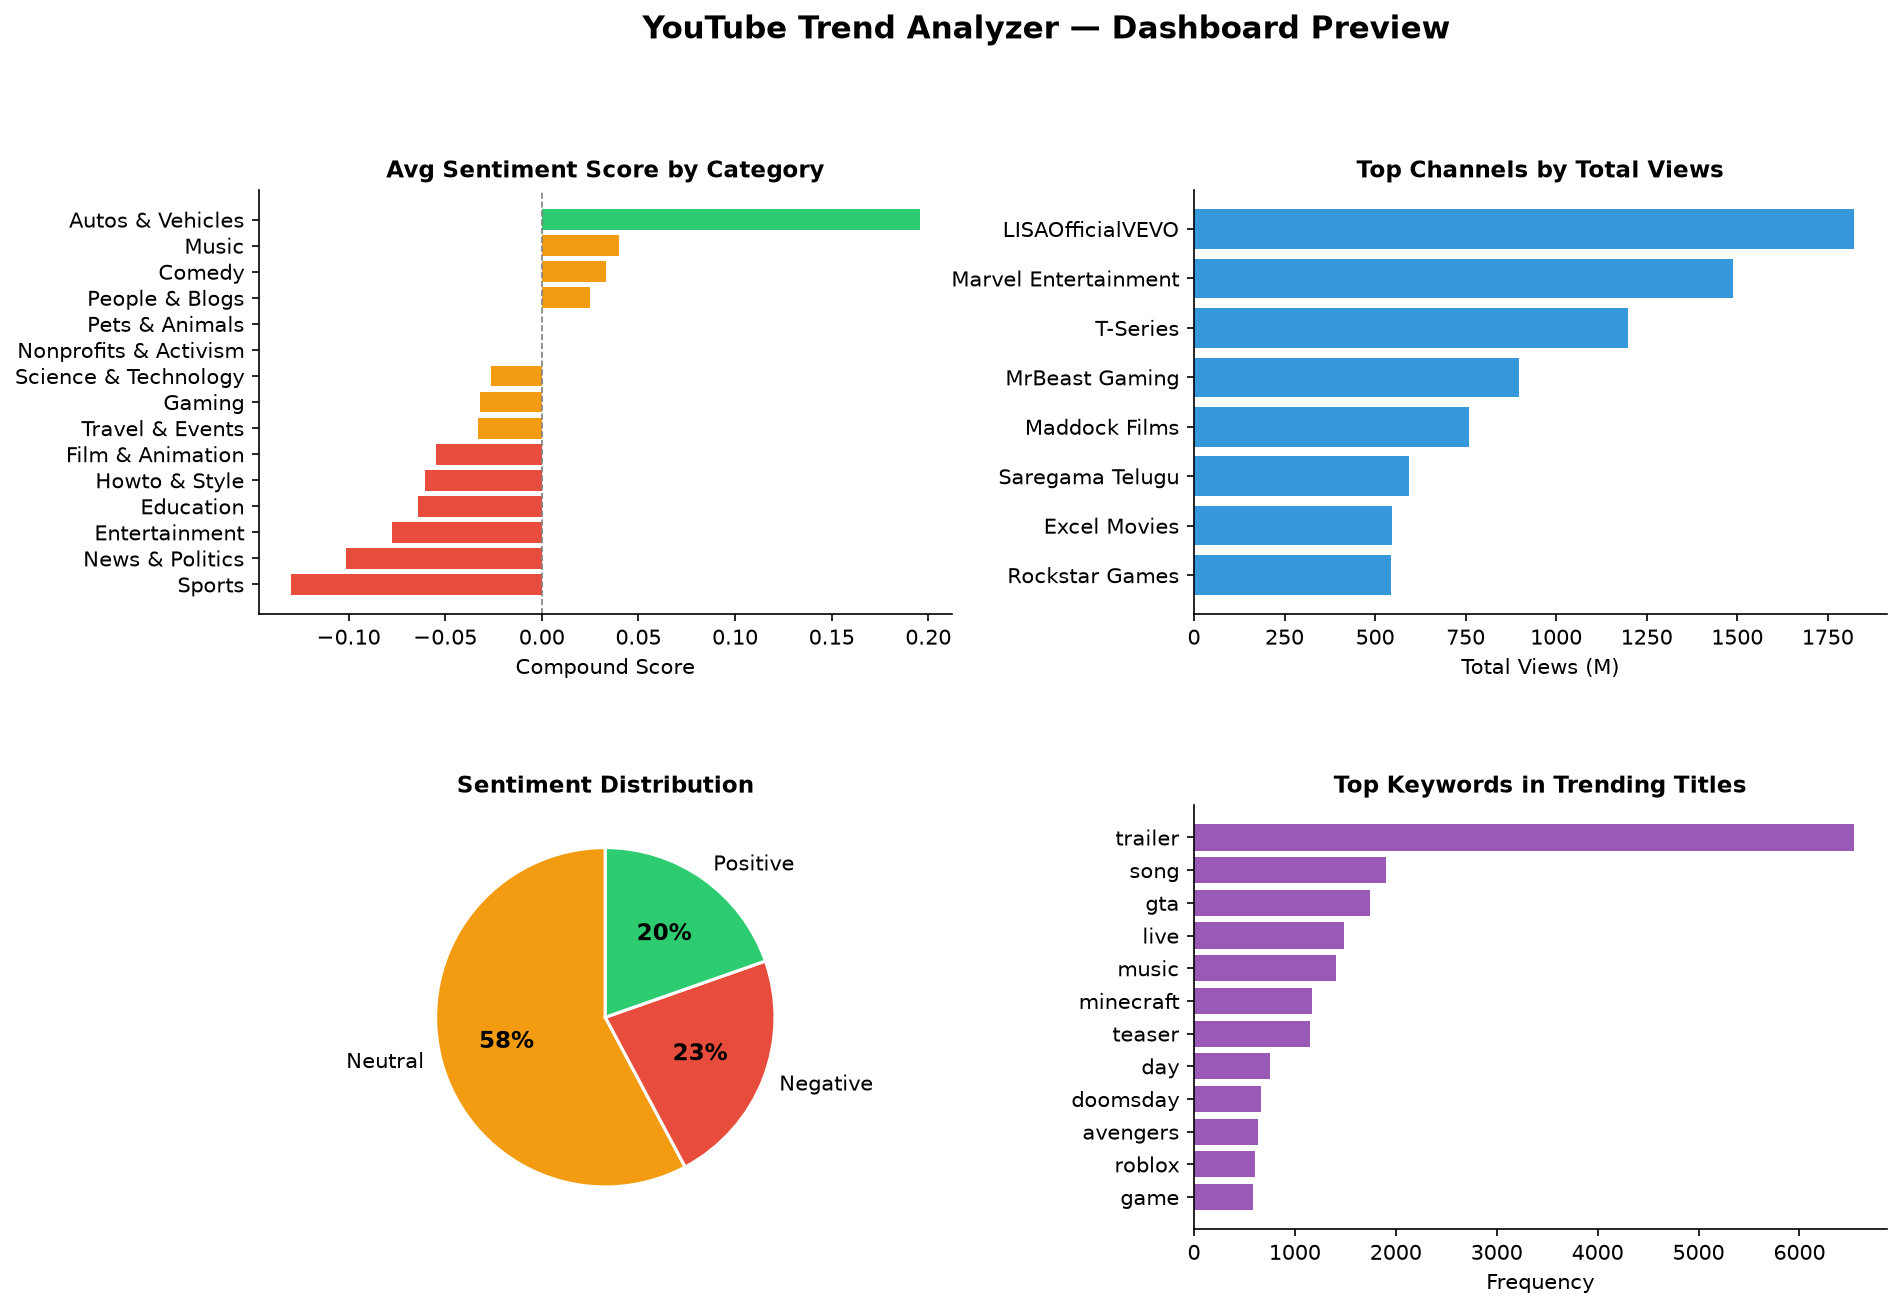 YouTube Trend Analyzer — Dashboard Preview
Avg Sentiment Score by Category
Autos & Vehicles
Music
Comedy
People & Blogs
Pets & Animals
Nonprofits & Activism
Science & Technology
Gaming
Travel & Events
Film & Animation
Howto & Style
Education
Entertainment
News & Politics
Sports
−0.10 −0.05 0.00 0.05 0.10 0.15 0.20
Compound Score
Top Channels by Total Views
LISAOfficialVEVO
Marvel Entertainment
T-Series
MrBeast Gaming
Maddock Films
Saregama Telugu
Excel Movies
Rockstar Games
0 250 500 750 1000 1250 1500 1750
Total Views (M)
Sentiment Distribution
Positive
20%
58%
23%
Neutral
Negative
Top Keywords in Trending Titles
trailer
song
gta
live
music
minecraft
teaser
day
doomsday
avengers
roblox
game
0 1000 2000 3000 4000 5000 6000
Frequency